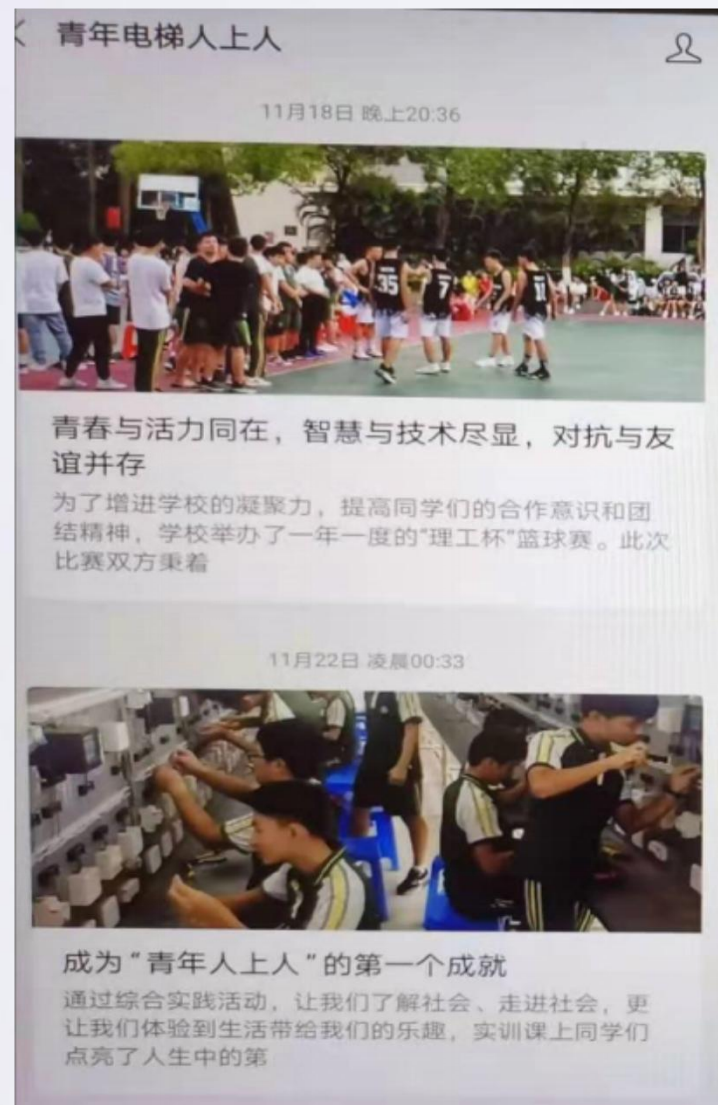 青年电梯人上人
11月18日 晚上20:36
35
7
11
青春与活力同在，智慧与技术尽显，对抗与友
谊并存
为了增进学校的凝聚力，提高同学们的合作意识和团
结精神，学校举办了一年一度的“理工杯”篮球赛。此次
比赛双方秉着
11月22日 凌晨00:33
成为“青年人上人”的第一个成就
通过综合实践活动，让我们了解社会、走进社会，更
让我们体验到生活带给我们的乐趣，实训课上同学们
点亮了人生中的第